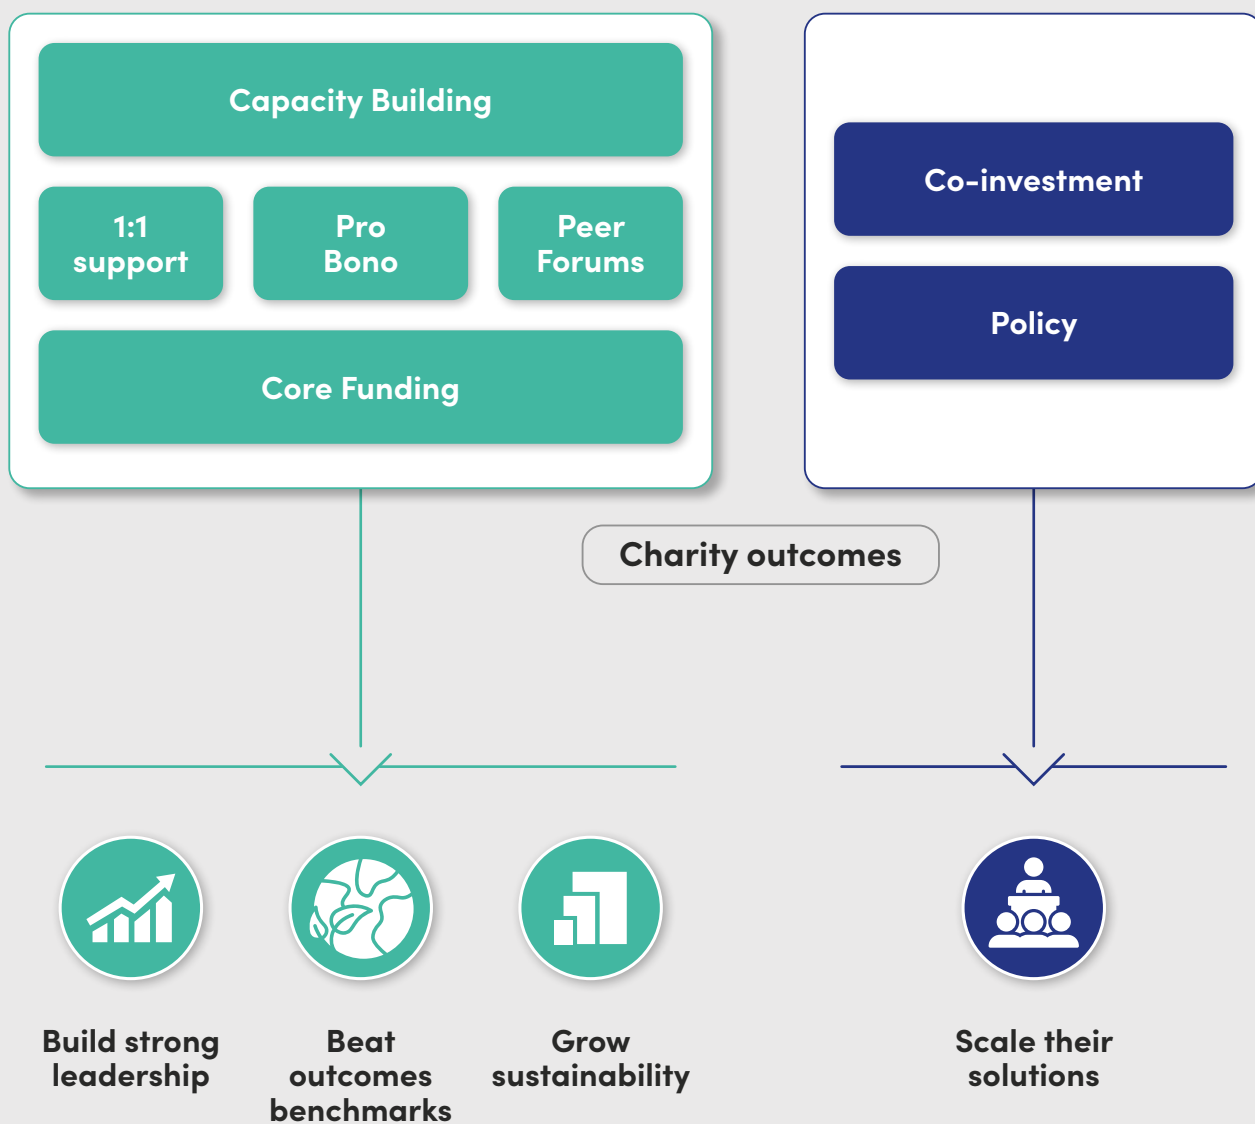 Capacity Building
1:1
support
Pro
Bono
Peer
Forums
Core Funding
Co-investment
Policy
Charity outcomes
Build strong
leadership
Beat
outcomes
benchmarks
Grow
sustainability
Scale their
solutions